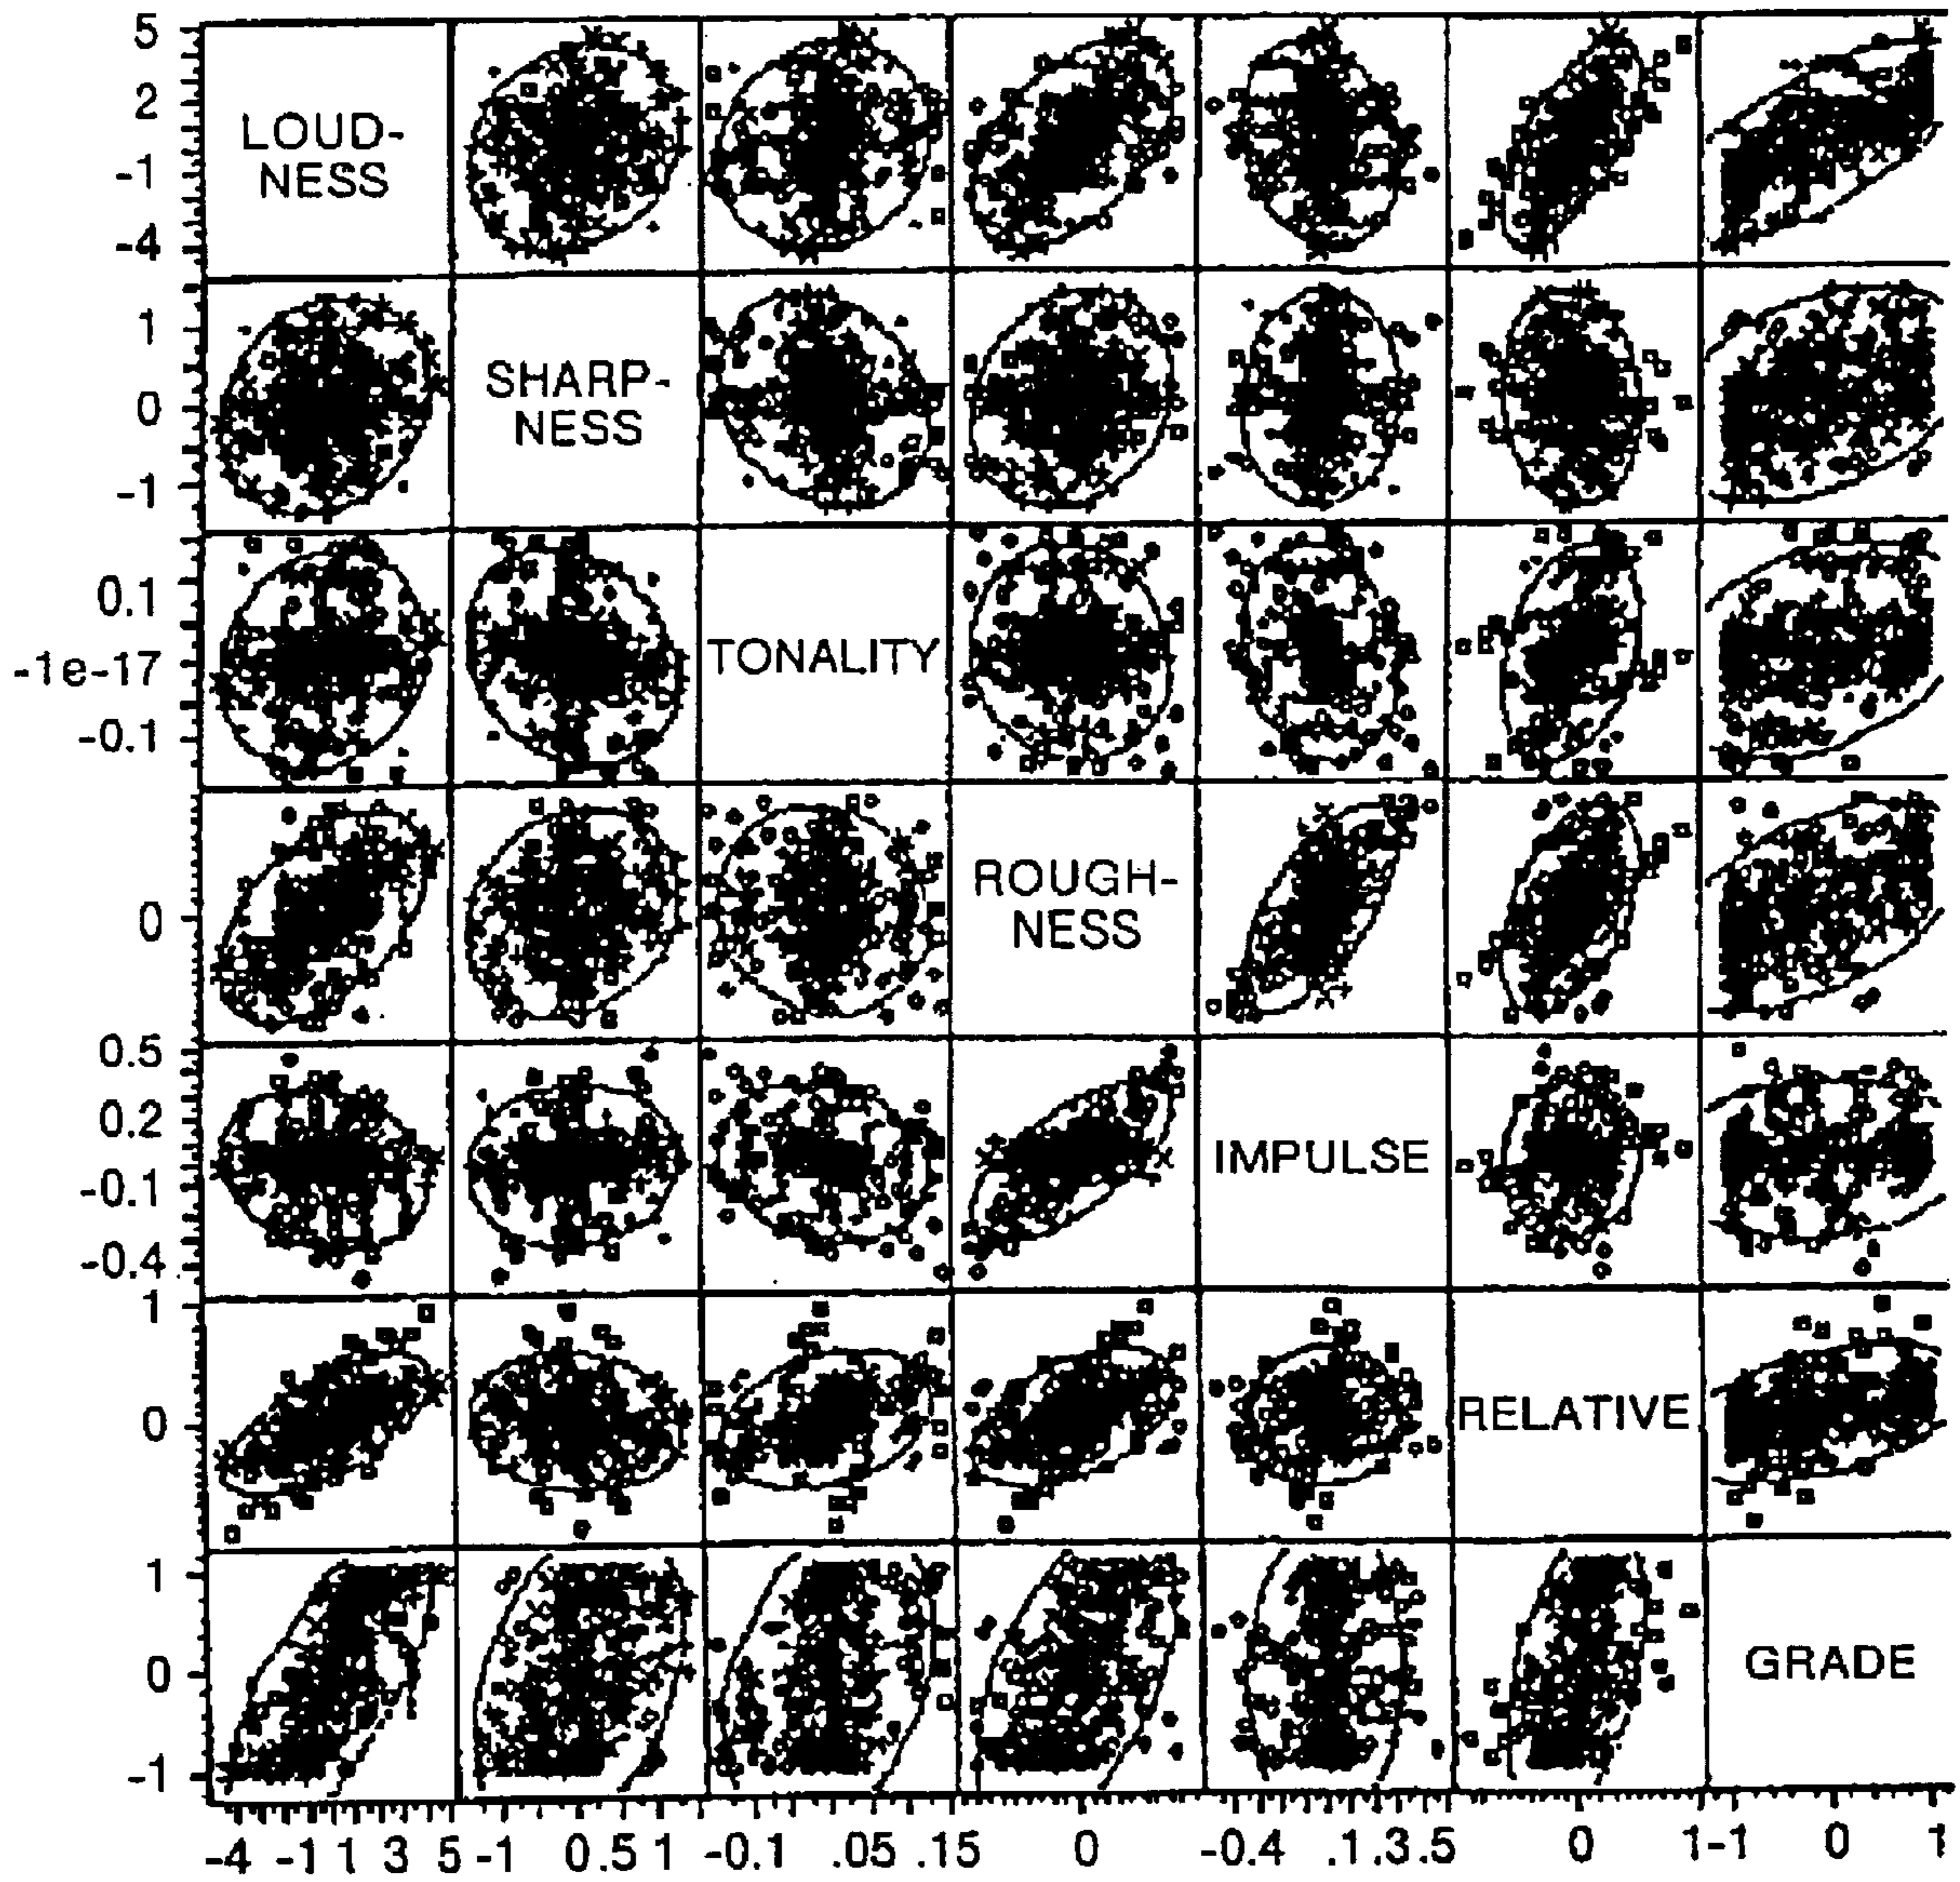 5
2
LOUD-
-1
NESS
-4
1
SHARP-
0
NESS
-1
0.1
-1e-17
TONALITY
-0.1
ROUGH-
0
NESS
0.5
0.2
-0.1
IMPULSE
-0.4
1
0
RELATIVE
1
0
GRADE
-1
-4 -1 1 3 5 -1 0.5 1 -0.1 .05 .15 0 -0.4 .1.3.5 0 1 -1 0 1